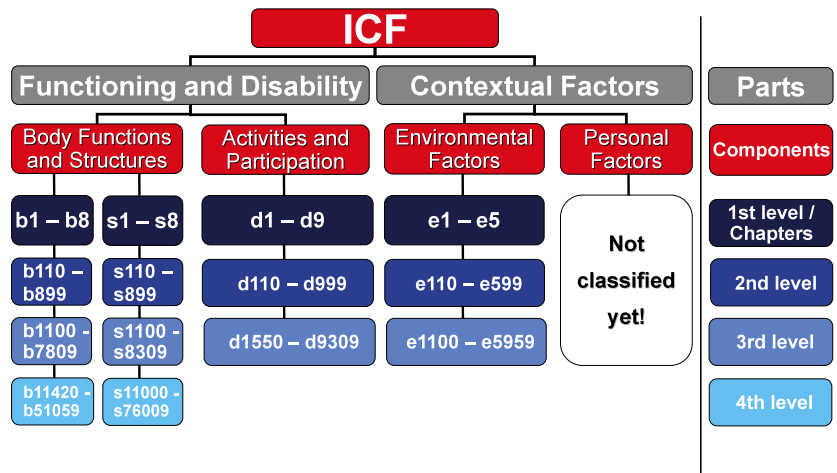 ICF
Functioning and Disability
Contextual Factors
Parts
Body Functions
and Structures
Activities and
Participation
Environmental
Factors
Personal
Factors
Components
b1 – b8
s1 – s8
d1 – d9
e1 – e5
Not
classified
yet!
1st level /
Chapters
b110 –
b899
s110 –
s899
d110 – d999
e110 – e599
2nd level
b1100 -
b7809
s1100 -
s8309
d1550 – d9309
e1100 – e5959
3rd level
b11420 -
b51059
s11000 -
s76009
4th level